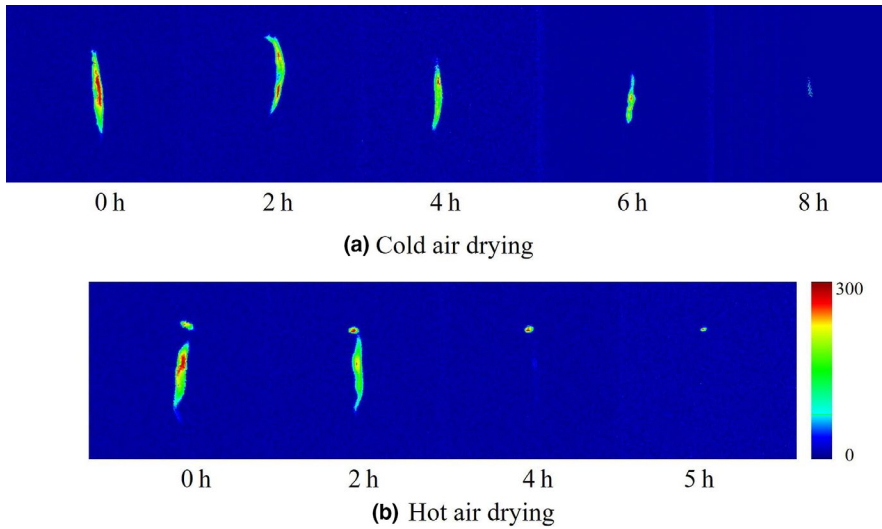 0 h 2 h 4 h 6 h 8 h
(a) Cold air drying
300
0
0 h 2 h 4 h 5 h
(b) Hot air drying